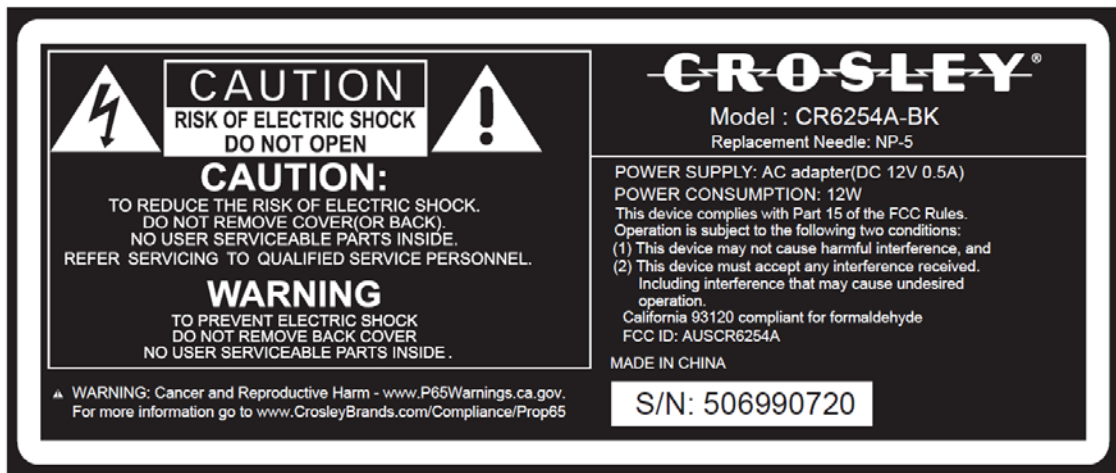 CAUTION
RISK OF ELECTRIC SHOCK
DO NOT OPEN
CAUTION:
TO REDUCE THE RISK OF ELECTRIC SHOCK.
DO NOT REMOVE COVER(OR BACK).
NO USER SERVICEABLE PARTS INSIDE.
REFER SERVICING TO QUALIFIED SERVICE PERSONNEL.
WARNING
TO PREVENT ELECTRIC SHOCK
DO NOT REMOVE BACK COVER
NO USER SERVICEABLE PARTS INSIDE.
WARNING: Cancer and Reproductive Harm - www.P65Warnings.ca.gov.
For more information go to www.CrosleyBrands.com/Compliance/Prop65
CROSLEY®
Model : CR6254A-BK
Replacement Needle: NP-5
POWER SUPPLY: AC adapter(DC 12V 0.5A)
POWER CONSUMPTION: 12W
This device complies with Part 15 of the FCC Rules.
Operation is subject to the following two conditions:
(1) This device may not cause harmful interference, and
(2) This device must accept any interference received.
Including interference that may cause undesired
operation.
California 93120 compliant for formaldehyde
FCC ID: AUSCR6254A
MADE IN CHINA
S/N: 506990720